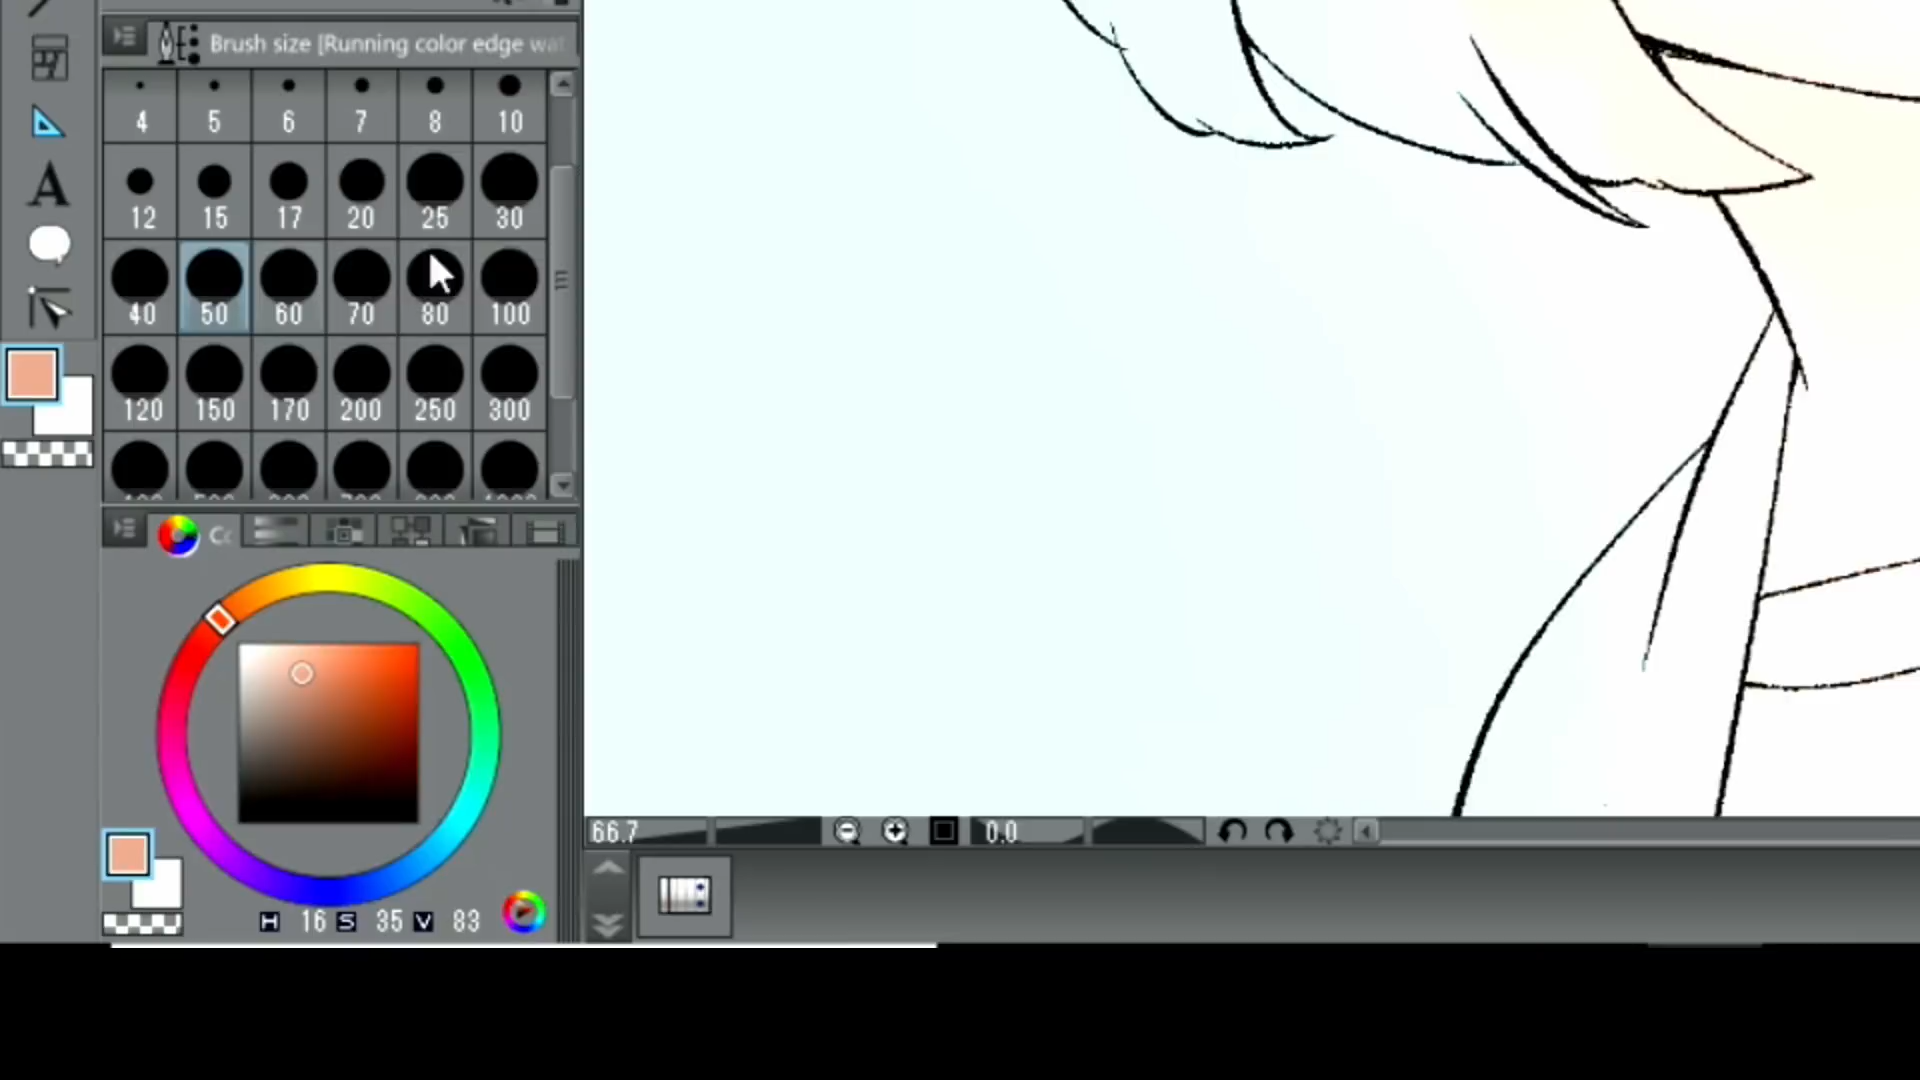 Brush size [Running color edge wat
4 5 6 7 8 10
12 15 17 20 25 30
40 50 60 70 80 100
120 150 170 200 250 300
A
Co
H 16 S 35 V 83
66.7
0.0